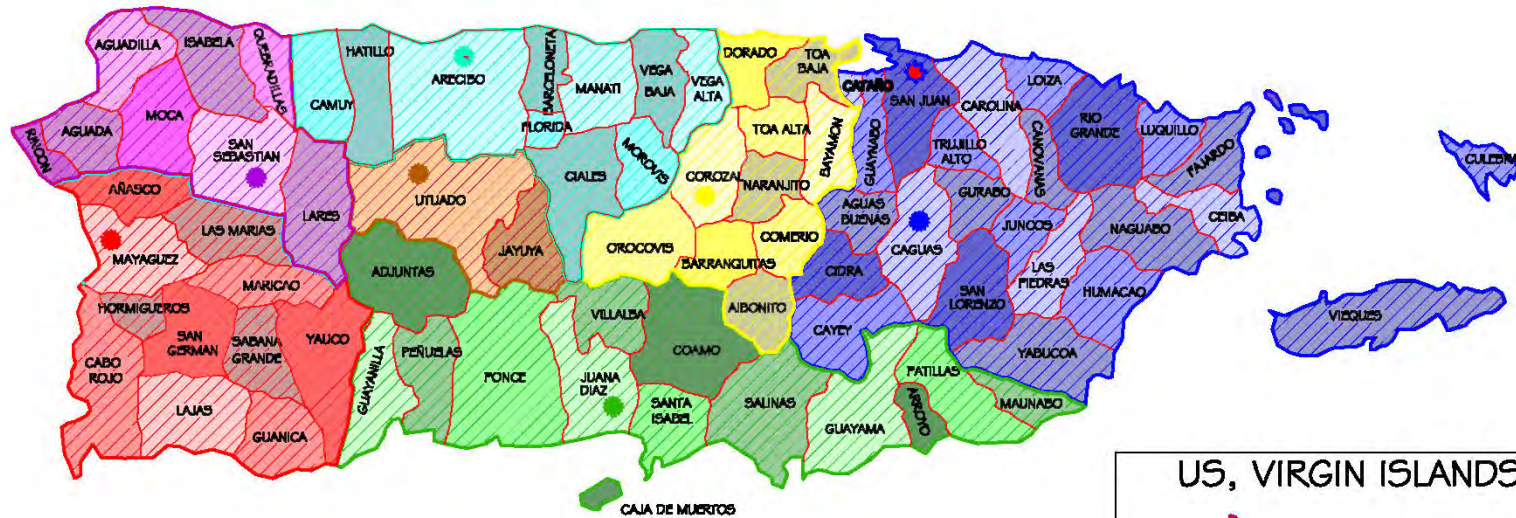 AGUADILLA
ISABELA
QUEBRADILLAS
CAMUY
HATILLO
ARECIBO
BARCELONETA
FLORIDA
MANATI
VEGA
BAJA
VEGA
ALTA
DORADO
TOA
BAJA
CATAÑO
SAN JUAN
CAROLINA
LOIZA
RIO
GRANDE
LUQUILLO
FAJARDO
CULEBRA
RINCON
AGUADA
MOCA
SAN
SEBASTIAN
LARES
UTUADO
JAYUYA
CIALES
MOROVIS
COROZAL
TOA ALTA
NARANJITO
BAYAMON
GUAYNABO
TRUJILLO
ALTO
CANOVANAS
GURABO
AGUAS
BUENAS
CAGUAS
JUNCOS
LAS
PIEDRAS
NAGUABO
CEIBA
HUMACAO
VIEQUES
AÑASCO
LAS MARIAS
MAYAGUEZ
MARICAO
HORMIGUEROS
SAN
GERMAN
SABANA
GRANDE
YAUCO
CABO
ROJO
LAJAS
GUANICA
ADJUNTAS
GUAYANILLA
PEÑUELAS
PONCE
JUANA
DIAZ
VILLALBA
OROCOVIS
BARRANQUITAS
COMERIO
AIBONITO
CIDRA
CAYEY
SAN
LORENZO
YABUCOA
COAMO
SANTA
ISABEL
SALINAS
GUAYAMA
ARROYO
PATILLAS
MAUNABO
CAJA DE MUERTOS
US, VIRGIN ISLANDS